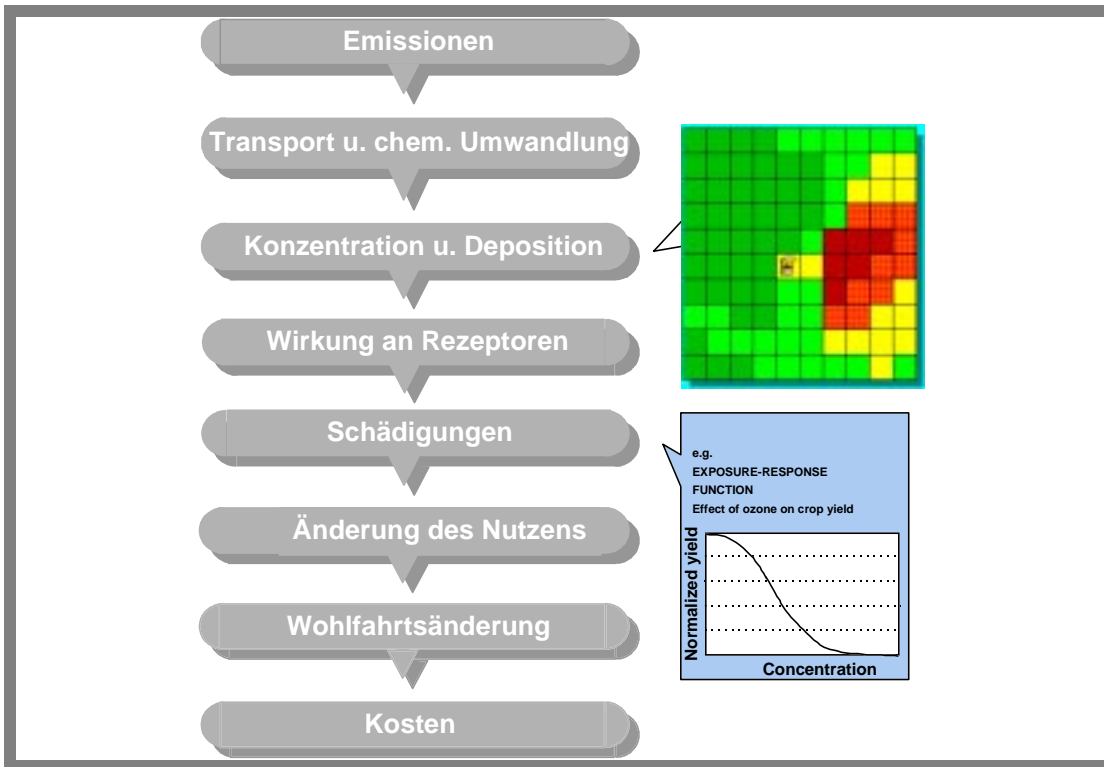 Emissionen
Transport u. chem. Umwandlung
Konzentration u. Deposition
Wirkung an Rezeptoren
Schädigungen
Änderung des Nutzens
Wohlfahrtsänderung
Kosten
e.g.
EXPOSURE-RESPONSE
FUNCTION
Effect of ozone on crop yield
Normalized yield
Concentration